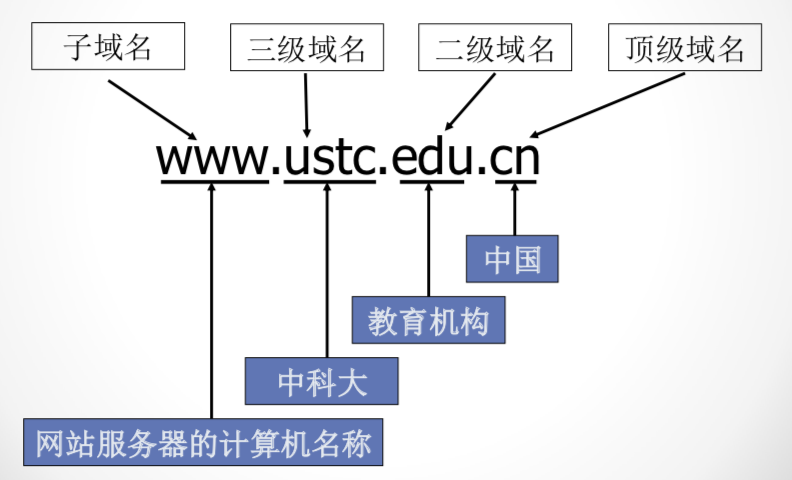 子域名
三级域名
二级域名
顶级域名
www.ustc.edu.cn
中国
教育机构
中科大
网站服务器的计算机名称